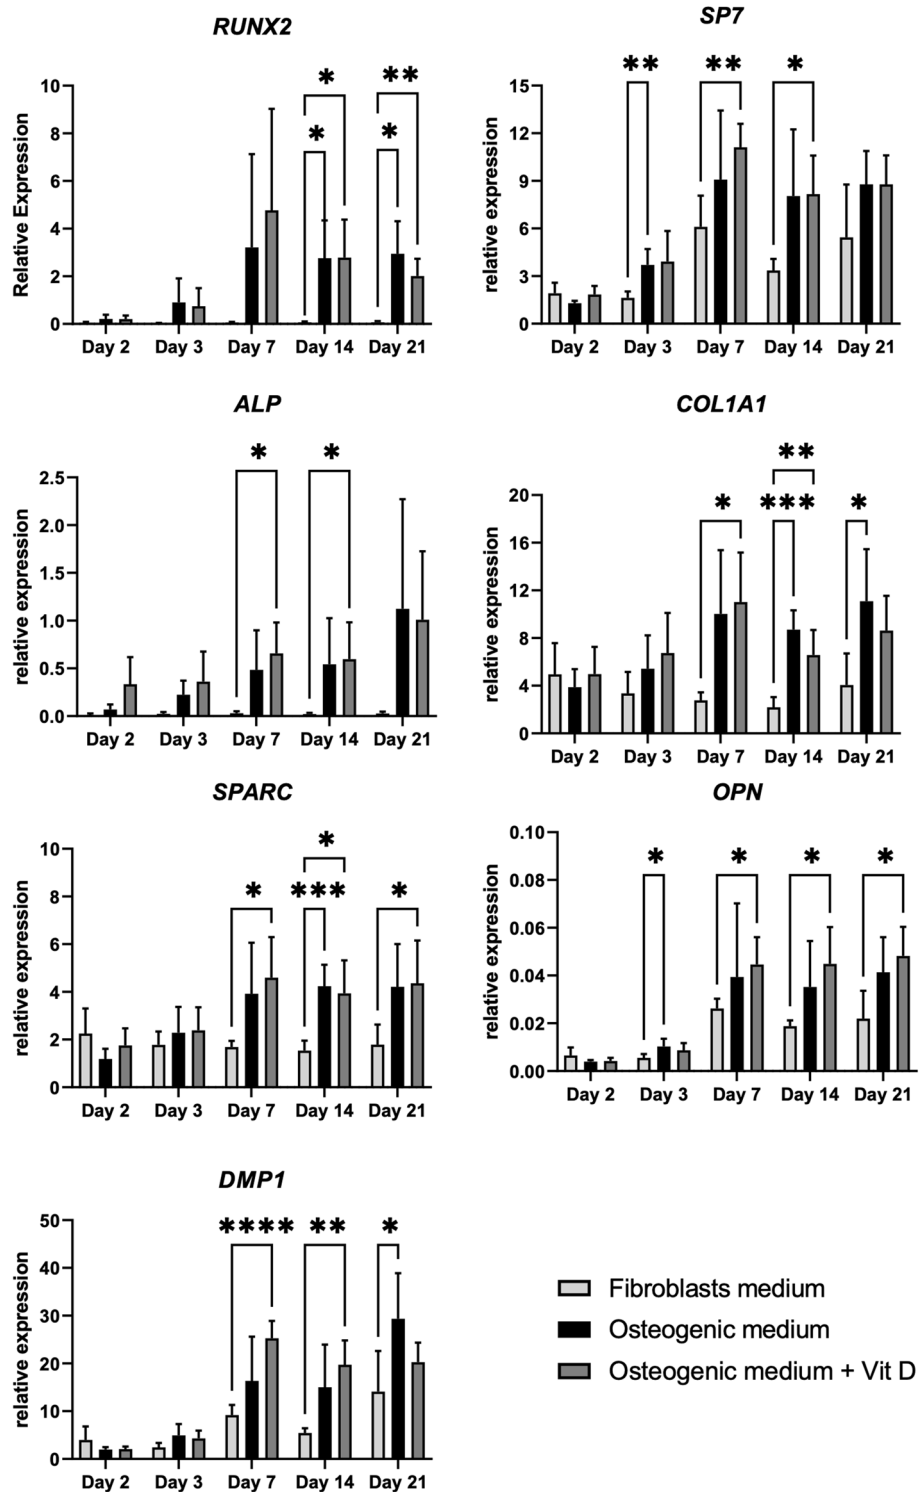 RUNX2
Relative Expression
10
8
6
4
2
0
* * * **
Day 2 Day 3 Day 7 Day 14 Day 21
SP7
relative expression
15
12
9
6
3
0
** ** *
Day 2 Day 3 Day 7 Day 14 Day 21
ALP
relative expression
2.5
2.0
1.5
1.0
0.5
0.0
* *
Day 2 Day 3 Day 7 Day 14 Day 21
COL1A1
relative expression
20
16
12
8
4
0
**
* *** *
Day 2 Day 3 Day 7 Day 14 Day 21
SPARC
relative expression
10
8
6
4
2
0
*
* *** *
Day 2 Day 3 Day 7 Day 14 Day 21
OPN
relative expression
0.10
0.08
0.06
0.04
0.02
0.00
* * * *
Day 2 Day 3 Day 7 Day 14 Day 21
DMP1
relative expression
50
40
30
20
10
0
**** ** *
Day 2 Day 3 Day 7 Day 14 Day 21
Fibroblasts medium
Osteogenic medium
Osteogenic medium + Vit D